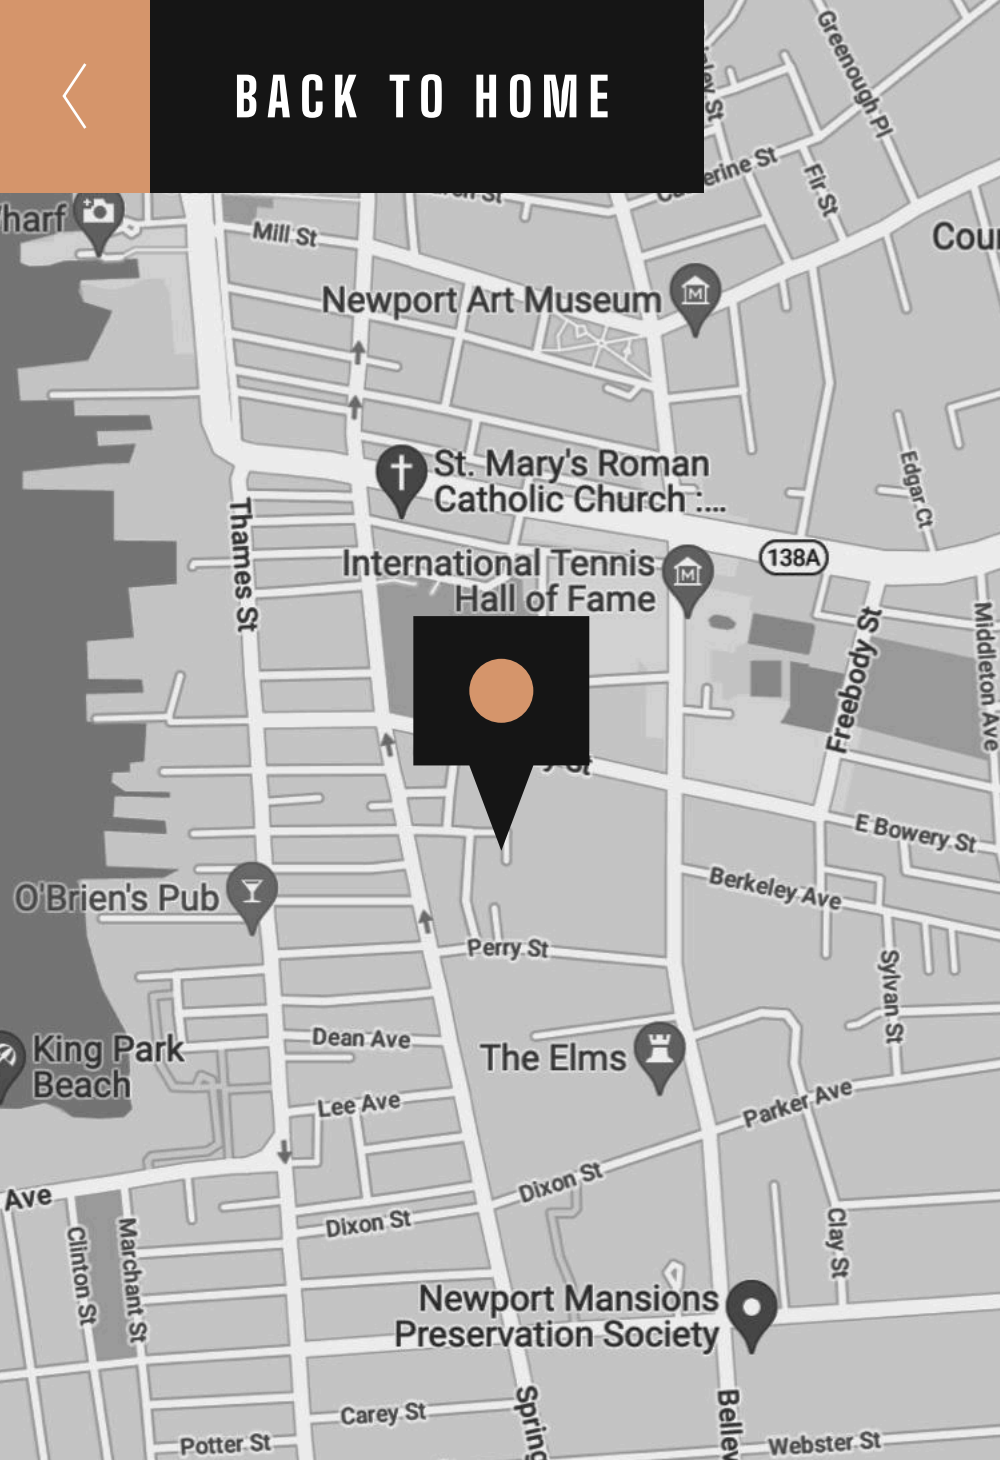 BACK TO HOME
Greenough Pl
Fir St
Mill St
Newport Art Museum
St. Mary's Roman
Catholic Church :...
Edgar Ct
Thames St
International Tennis
Hall of Fame
138A
Freebody St
Middleton Ave
E Bowery St
Berkeley Ave
O'Brien's Pub
Perry St
Sylvan St
King Park
Beach
Dean Ave
The Elms
Lee Ave
Parker Ave
Dixon St
Ave
Dixon St
Clinton St
Marchant St
Clay St
Newport Mansions
Preservation Society
Carey St
Spring
Potter St
Webster St